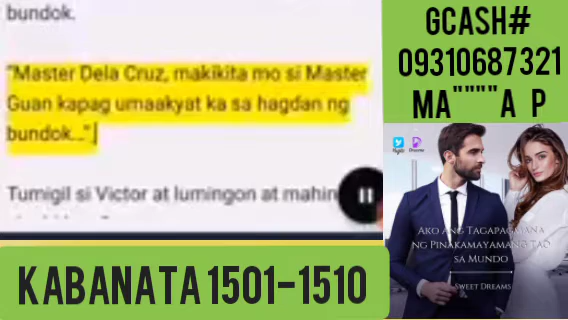 bundok.
"Master Dela Cruz, makikita mo si Master
Guan kapag umaakyat ka sa hagdan ng
bundok..."
Tumigil si Victor at lumingon at mahin
KABANATA 1501-1510
GCASH#
09310687321
MA""""A P
Dreame
AKO ANG TAGAPAGMANA
NG PINAKAMAYAMANG TAO
SA MUNDO
SWEET DREAMS